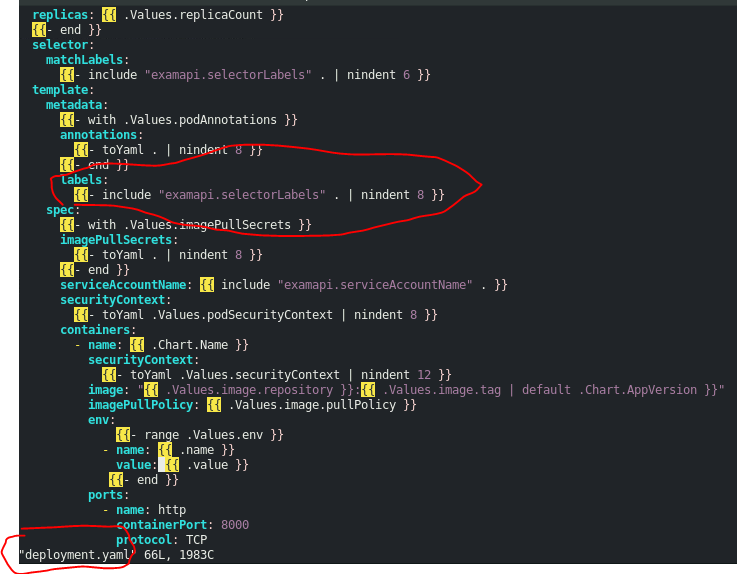 replicas: {{ .Values.replicaCount }}
{{- end }}
selector:
matchLabels:
{{- include "examapi.selectorLabels" . | nindent 6 }}
template:
metadata:
{{- with .Values.podAnnotations }}
annotations:
{{- toYaml . | nindent 8 }}
{{- end }}
labels:
{{- include "examapi.selectorLabels" . | nindent 8 }}
spec:
{{- with .Values.imagePullSecrets }}
imagePullSecrets:
{{- toYaml . | nindent 8 }}
{{- end }}
serviceAccountName: {{ include "examapi.serviceAccountName" . }}
securityContext:
{{- toYaml .Values.podSecurityContext | nindent 8 }}
containers:
- name: {{ .Chart.Name }}
securityContext:
{{- toYaml .Values.securityContext | nindent 12 }}
image: "{{ .Values.image.repository }}:{{ .Values.image.tag | default .Chart.AppVersion }}"
imagePullPolicy: {{ .Values.image.pullPolicy }}
env:
{{- range .Values.env }}
- name: {{ .name }}
value: {{ .value }}
{{- end }}
ports:
- name: http
containerPort: 8000
protocol: TCP
"deployment.yaml" 66L, 1983C